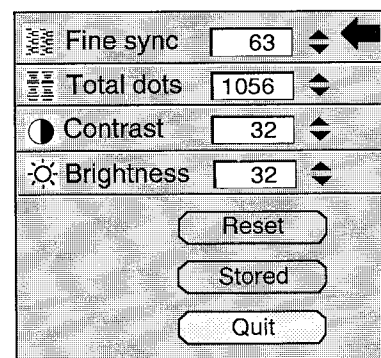 Fine sync 63
Total dots 1056
Contrast 32
Brightness 32
Reset
Stored
Quit